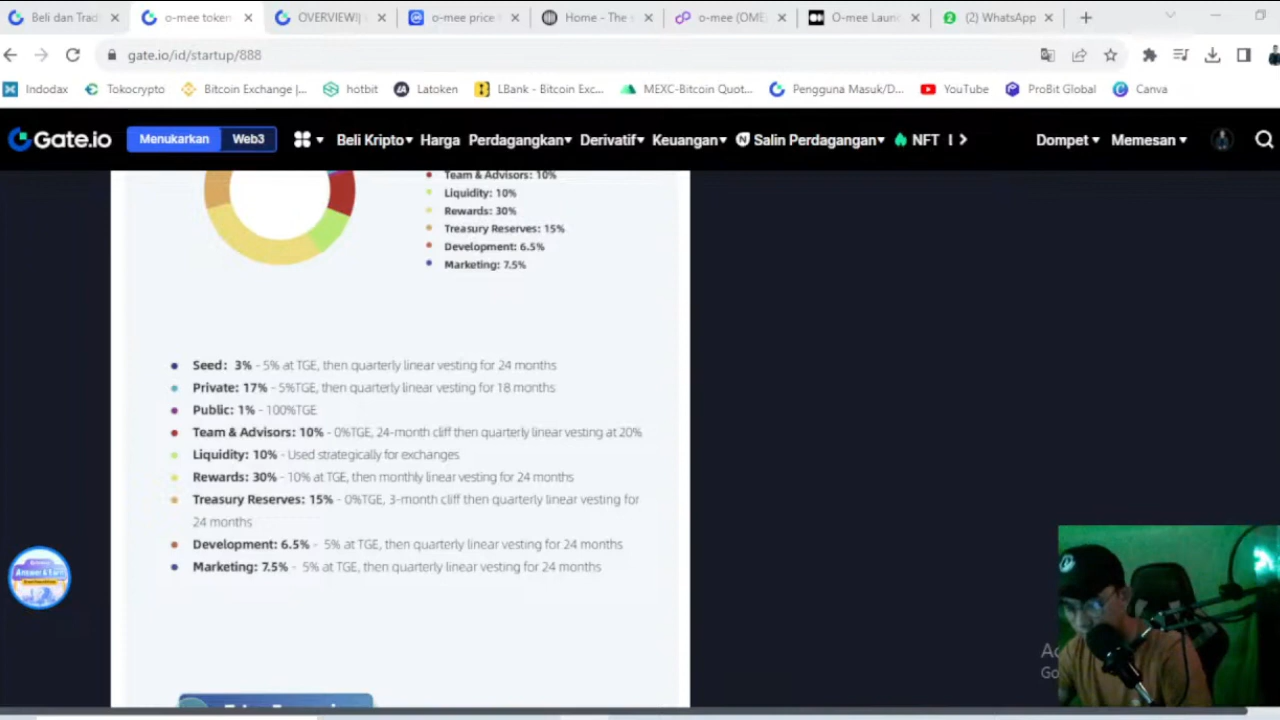 Beli dan Trad
o-mee token
OVERVIEW||
o-mee price
Home - The
o-mee (OME
O-mee Laun
(2) WhatsApp
gate.io/id/startup/888
Indodax
Tokocrypto
Bitcoin Exchange |...
hotbit
Latoken
LBank - Bitcoin Exc...
MEXC-Bitcoin Quot...
Pengguna Masuk/D...
YouTube
ProBit Global
Canva
Gate.io
Menukarkan
Web3
Beli Kripto
Harga
Perdagangkan
Derivatif
Keuangan
Salin Perdagangan
NFT
Dompet
Memesan
Team & Advisors: 10%
Liquidity: 10%
Rewards: 30%
Treasury Reserves: 15%
Development: 6.5%
Marketing: 7.5%
Seed: 3% - 5% at TGE, then quarterly linear vesting for 24 months
Private: 17% - 5%TGE, then quarterly linear vesting for 18 months
Public: 1% - 100%TGE
Team & Advisors: 10% - 0%TGE, 24-month cliff then quarterly linear vesting at 20%
Liquidity: 10% - Used strategically for exchanges
Rewards: 30% - 10% at TGE, then monthly linear vesting for 24 months
Treasury Reserves: 15% - 0%TGE, 3-month cliff then quarterly linear vesting for
24 months
Development: 6.5% - 5% at TGE, then quarterly linear vesting for 24 months
Marketing: 7.5% - 5% at TGE, then quarterly linear vesting for 24 months
Answer & Earn